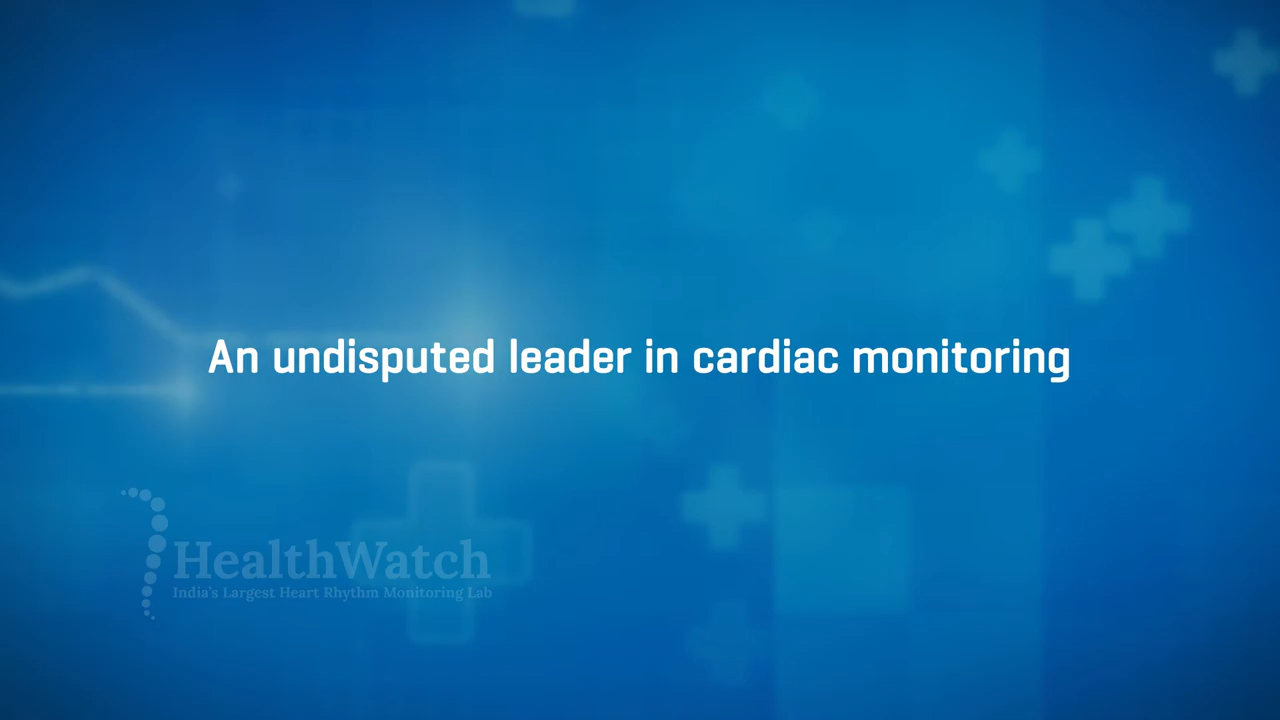 An undisputed leader in cardiac monitoring
HealthWatch
India's Largest Heart Rhythm Monitoring Lab